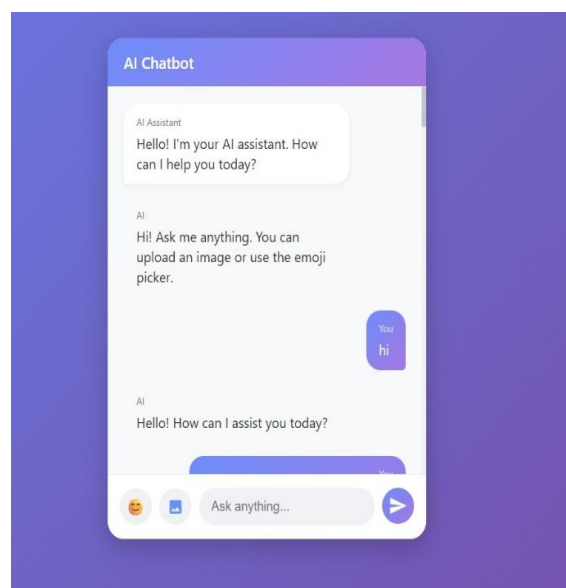 AI Chatbot
AI Assistant
Hello! I'm your AI assistant. How
can I help you today?
AI
Hi! Ask me anything. You can
upload an image or use the emoji
picker.
You
hi
AI
Hello! How can I assist you today?
You
Ask anything...